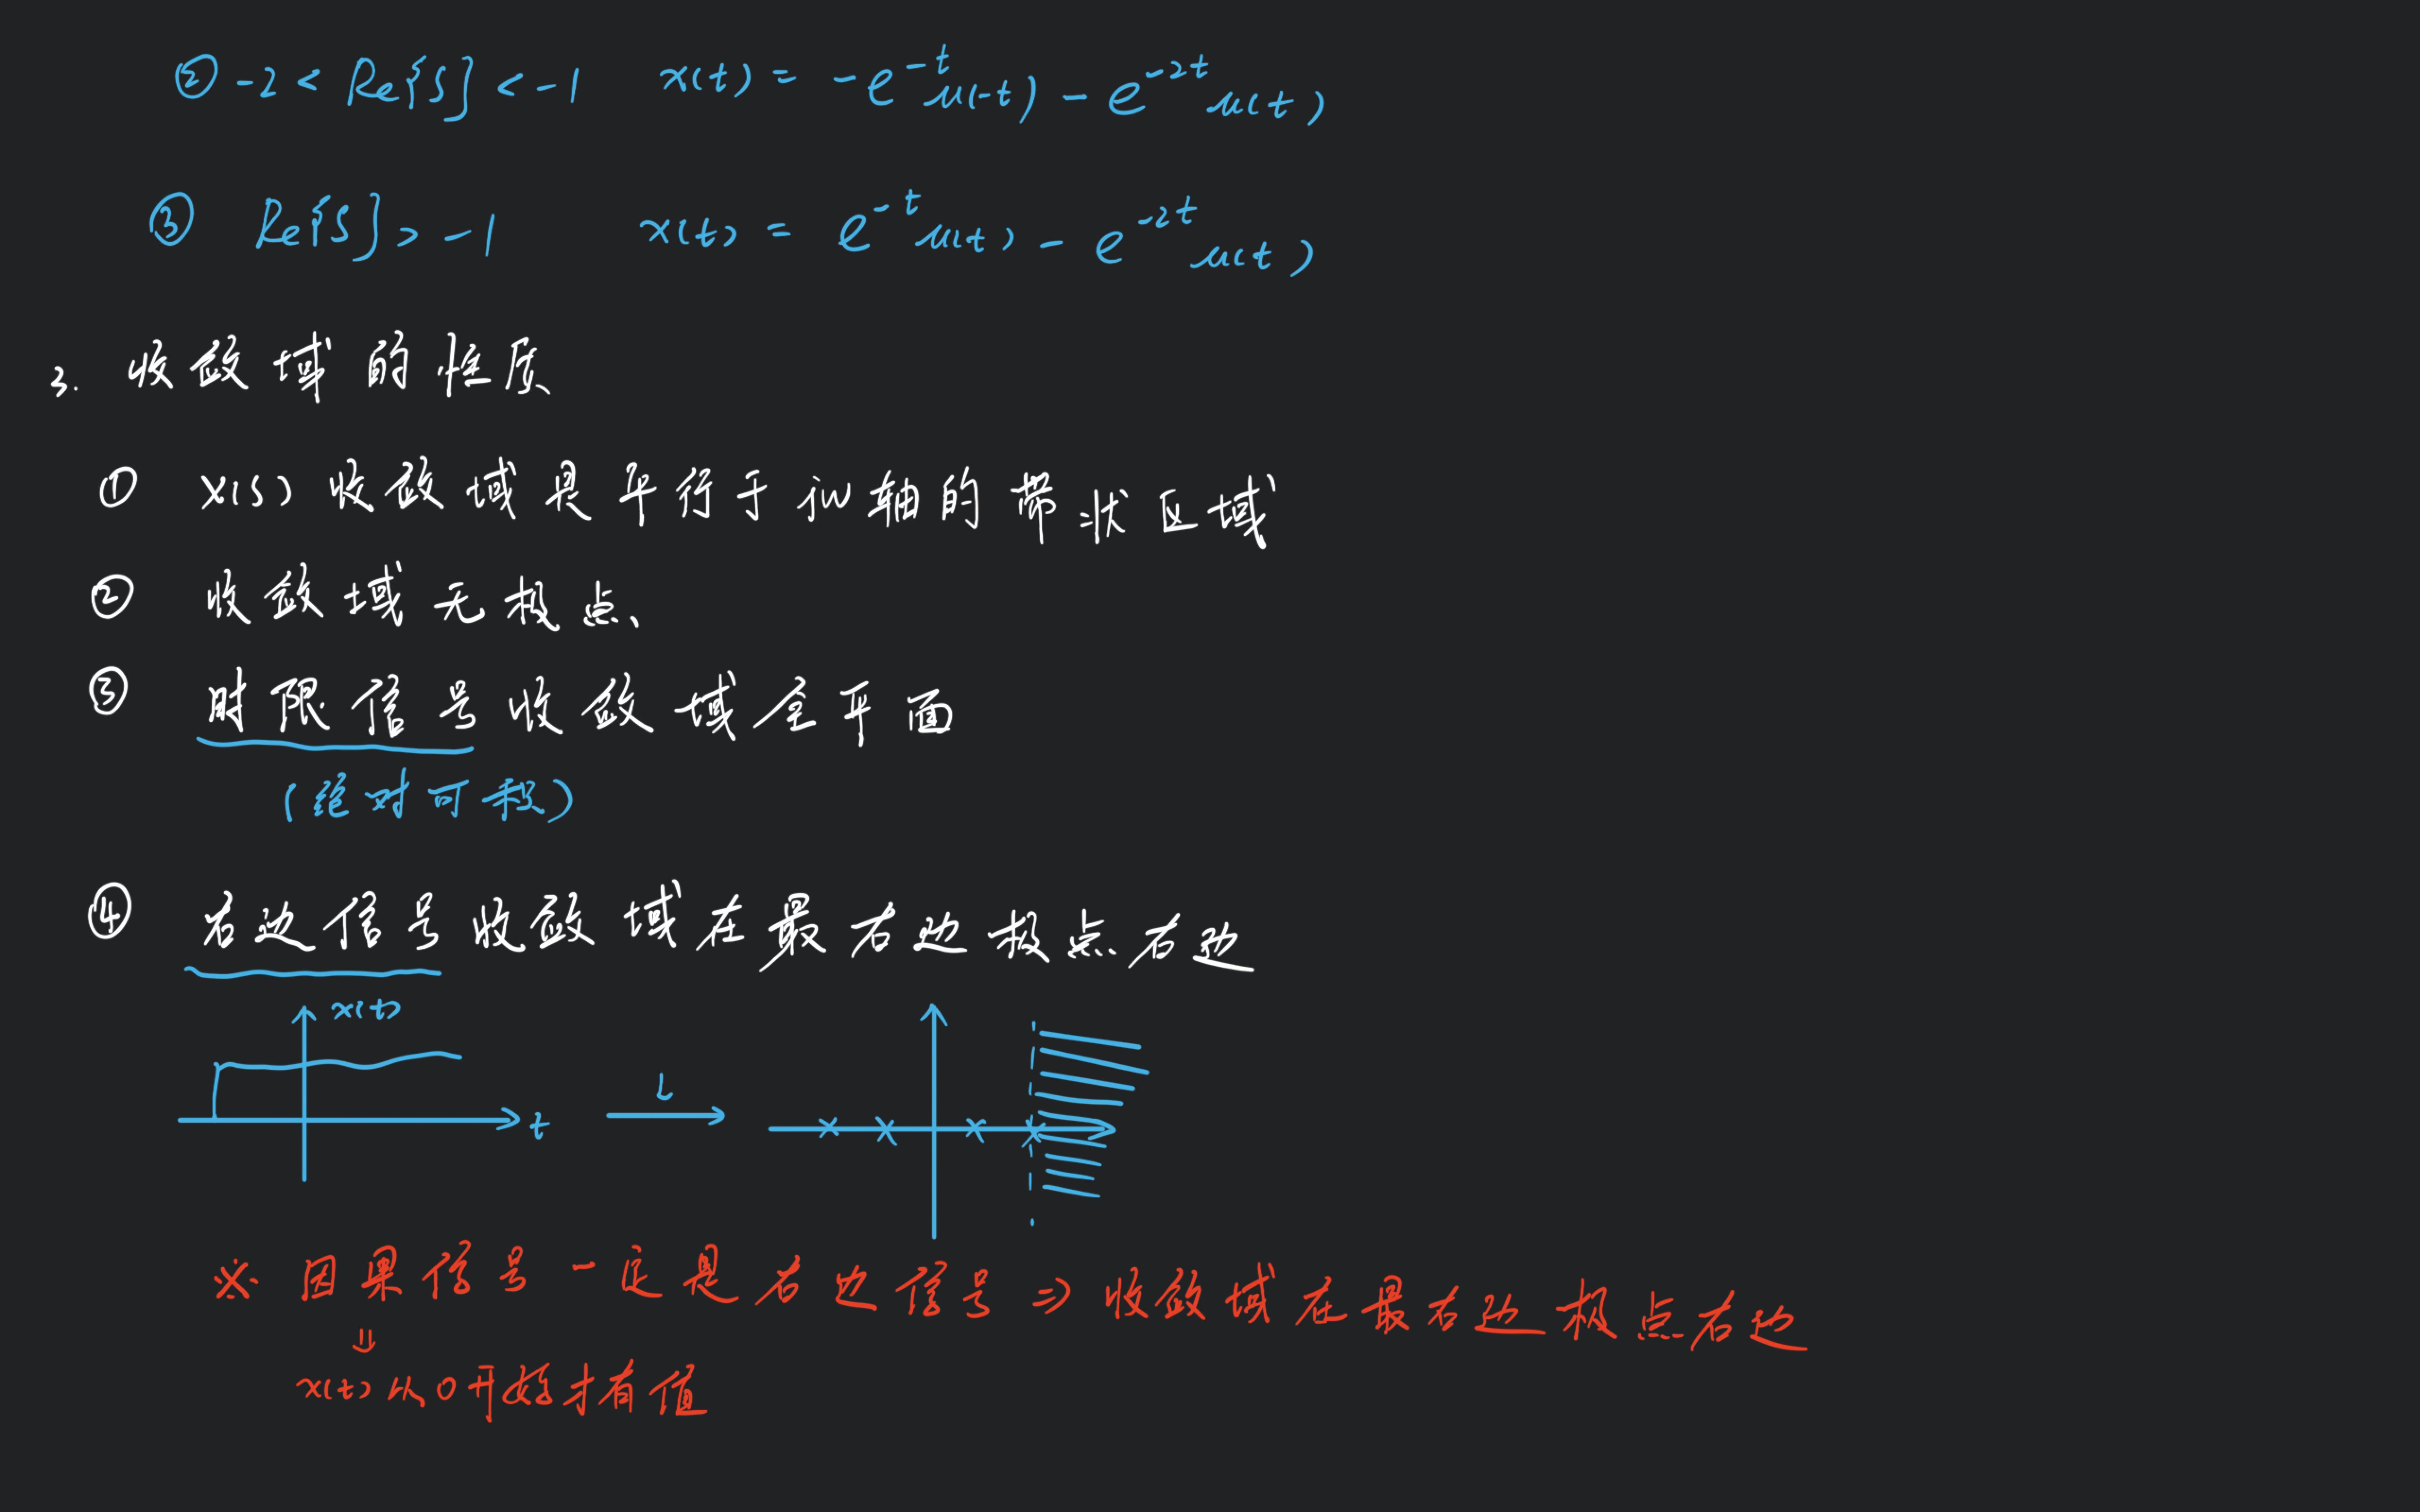 ② -2 < Re{s} < -1 x(t) = -e^{-t}u(-t) - e^{-2t}u(t)
③ Re{s} > -1 x(t) = e^{-t}u(t) - e^{-2t}u(t)
3. 收敛域的性质
① X(s) 收敛域是平行于jw轴的带状区域
② 收敛域无极点
③ 时限信号收敛域全平面
(绝对可积)
④ 右边信号收敛域在最右边极点右边
x(t)
t
L
※ 因果信号一定是右边信号 ⇒ 收敛域在最右边极点右边
⇓
x(t)从0开始才有值